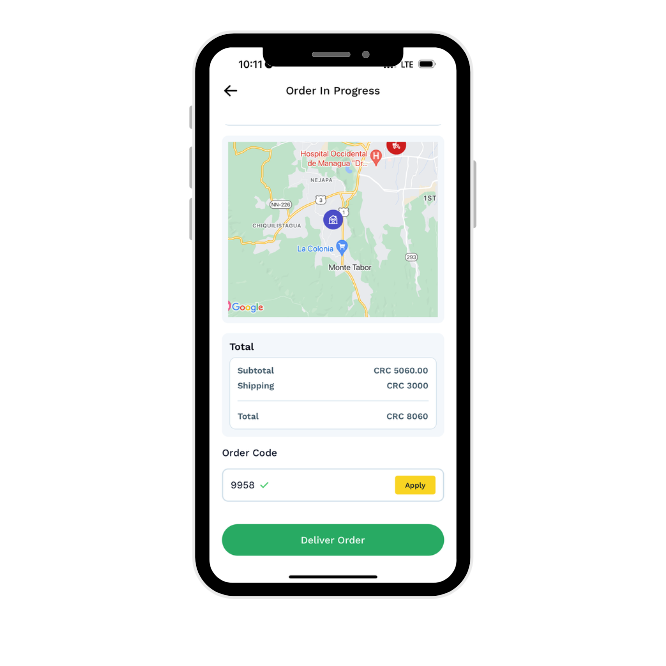 10:11
LTE
Order In Progress
Hospital Occidental
de Managua "Dr...
NEJAPA
3
NN-226
1ST
1
CHIQUILISTAGUA
La Colonia
293
Monte Tabor
Google
Total
Subtotal CRC 5060.00
Shipping CRC 3000
Total CRC 8060
Order Code
9958 Apply
Deliver Order